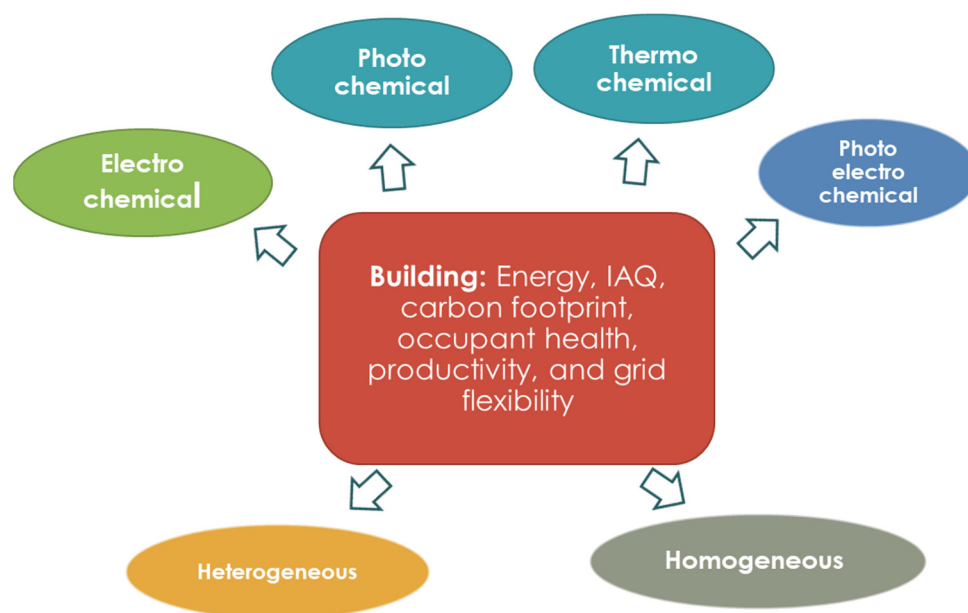 Photo
chemical
Thermo
chemical
Electro
chemical
Photo
electro
chemical
Building: Energy, IAQ,
carbon footprint,
occupant health,
productivity, and grid
flexibility
Heterogeneous
Homogeneous